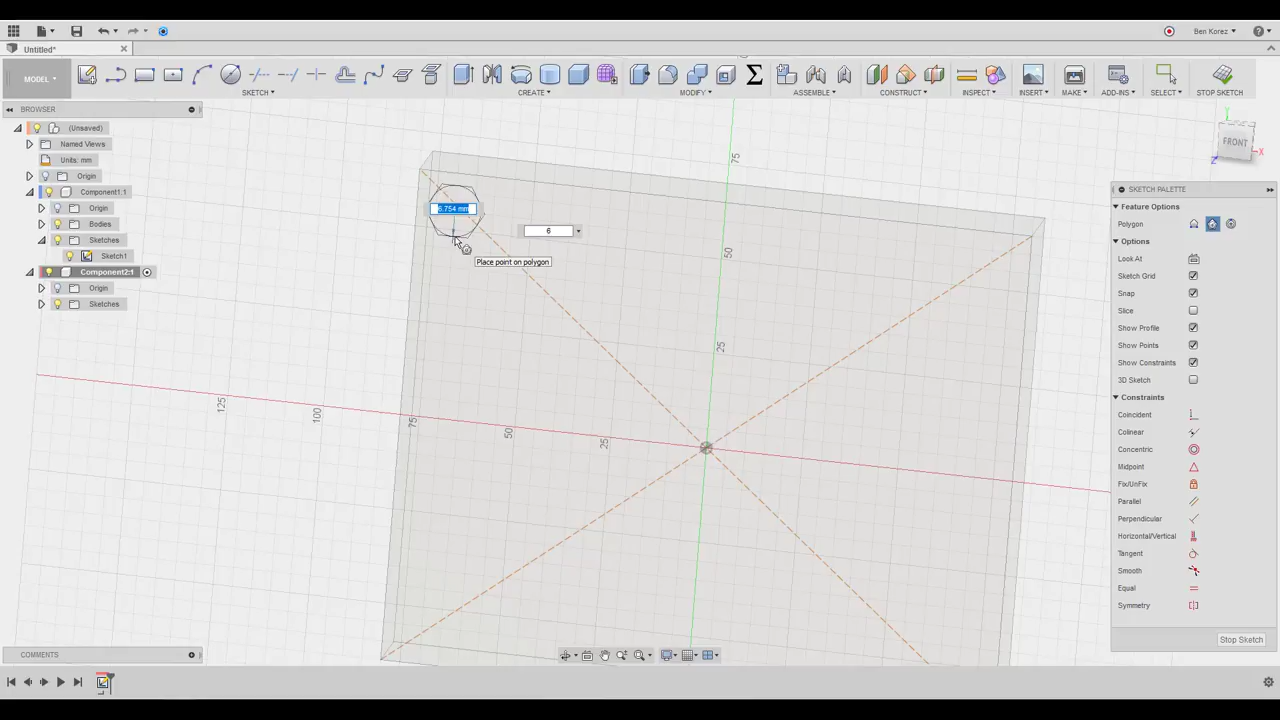 Ben Korez
Untitled*
MODEL
SKETCH
CREATE
MODIFY
ASSEMBLE
CONSTRUCT
INSPECT
INSERT
MAKE
ADD-INS
SELECT
STOP SKETCH
BROWSER
(Unsaved)
Named Views
Units: mm
Origin
Component1:1
Origin
Bodies
Sketches
Sketch1
Component2:1
Origin
Sketches
6.754 mm
6
Place point on polygon
75
50
25
125
100
75
50
25
FRONT
Y
X
Z
SKETCH PALETTE
Feature Options
Polygon
Options
Look At
Sketch Grid
Snap
Slice
Show Profile
Show Points
Show Constraints
3D Sketch
Constraints
Coincident
Colinear
Concentric
Midpoint
Fix/UnFix
Parallel
Perpendicular
Horizontal/Vertical
Tangent
Smooth
Equal
Symmetry
Stop Sketch
COMMENTS